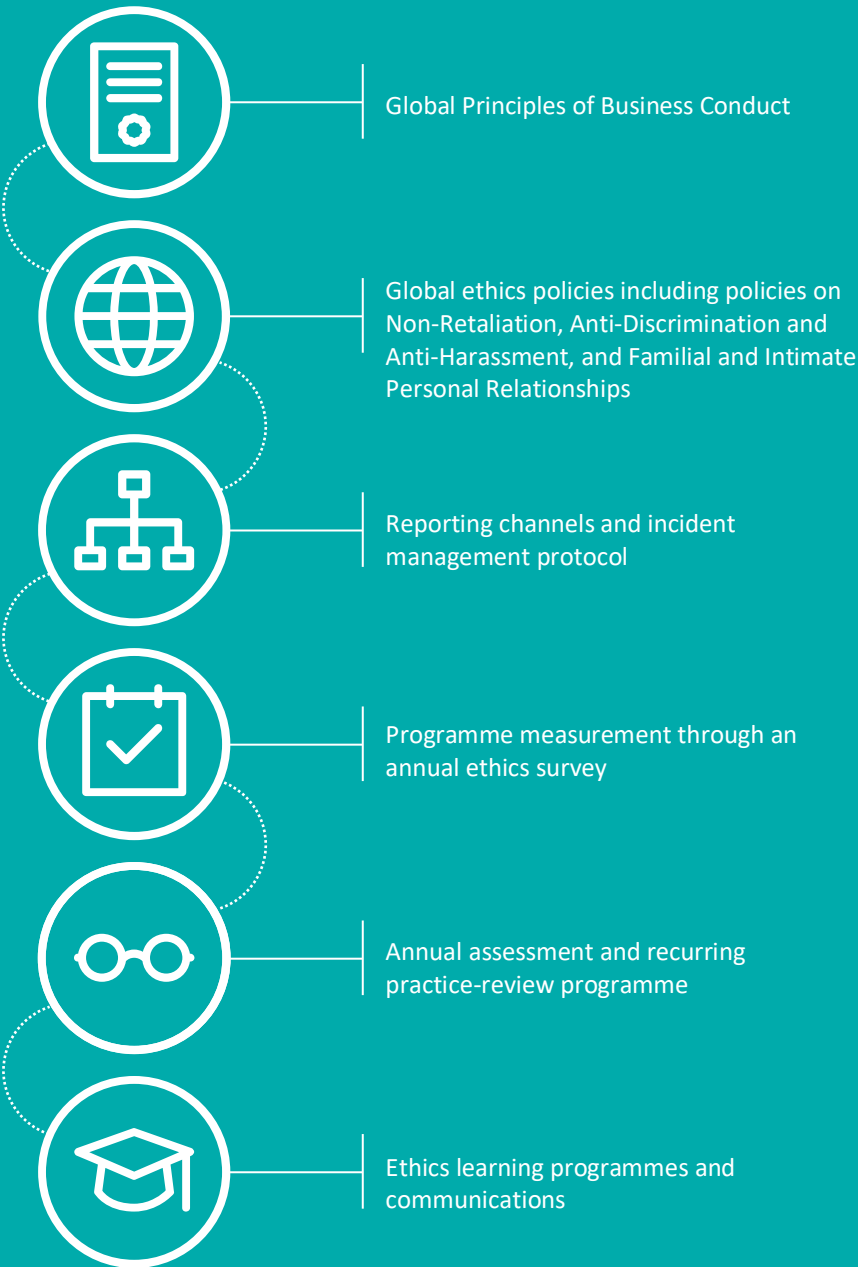 Global Principles of Business Conduct
Global ethics policies including policies on
Non-Retaliation, Anti-Discrimination and
Anti-Harassment, and Familial and Intimate
Personal Relationships
Reporting channels and incident
management protocol
Programme measurement through an
annual ethics survey
Annual assessment and recurring
practice-review programme
Ethics learning programmes and
communications